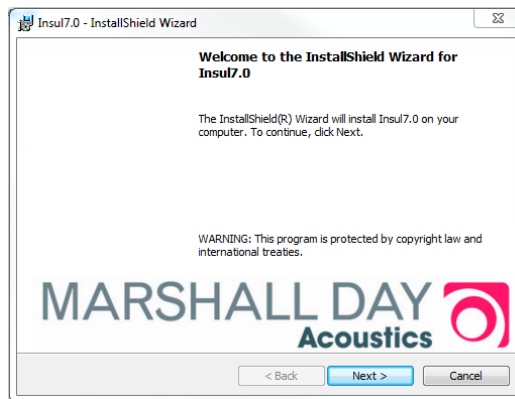 Insul7.0 - InstallShield Wizard
Welcome to the InstallShield Wizard for
Insul7.0
The InstallShield(R) Wizard will install Insul7.0 on your
computer. To continue, click Next.
WARNING: This program is protected by copyright law and
international treaties.
MARSHALL DAY
Acoustics
< Back Next > Cancel